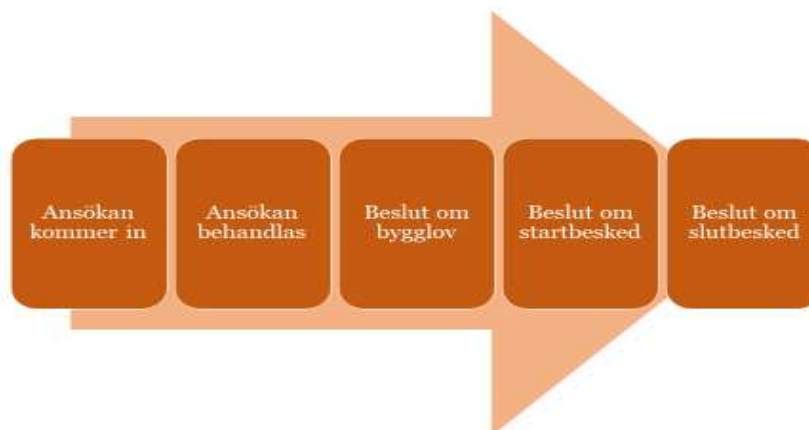 Ansökan
kommer in
Ansökan
behandlas
Beslut om
bygglov
Beslut om
startbesked
Beslut om
slutbesked